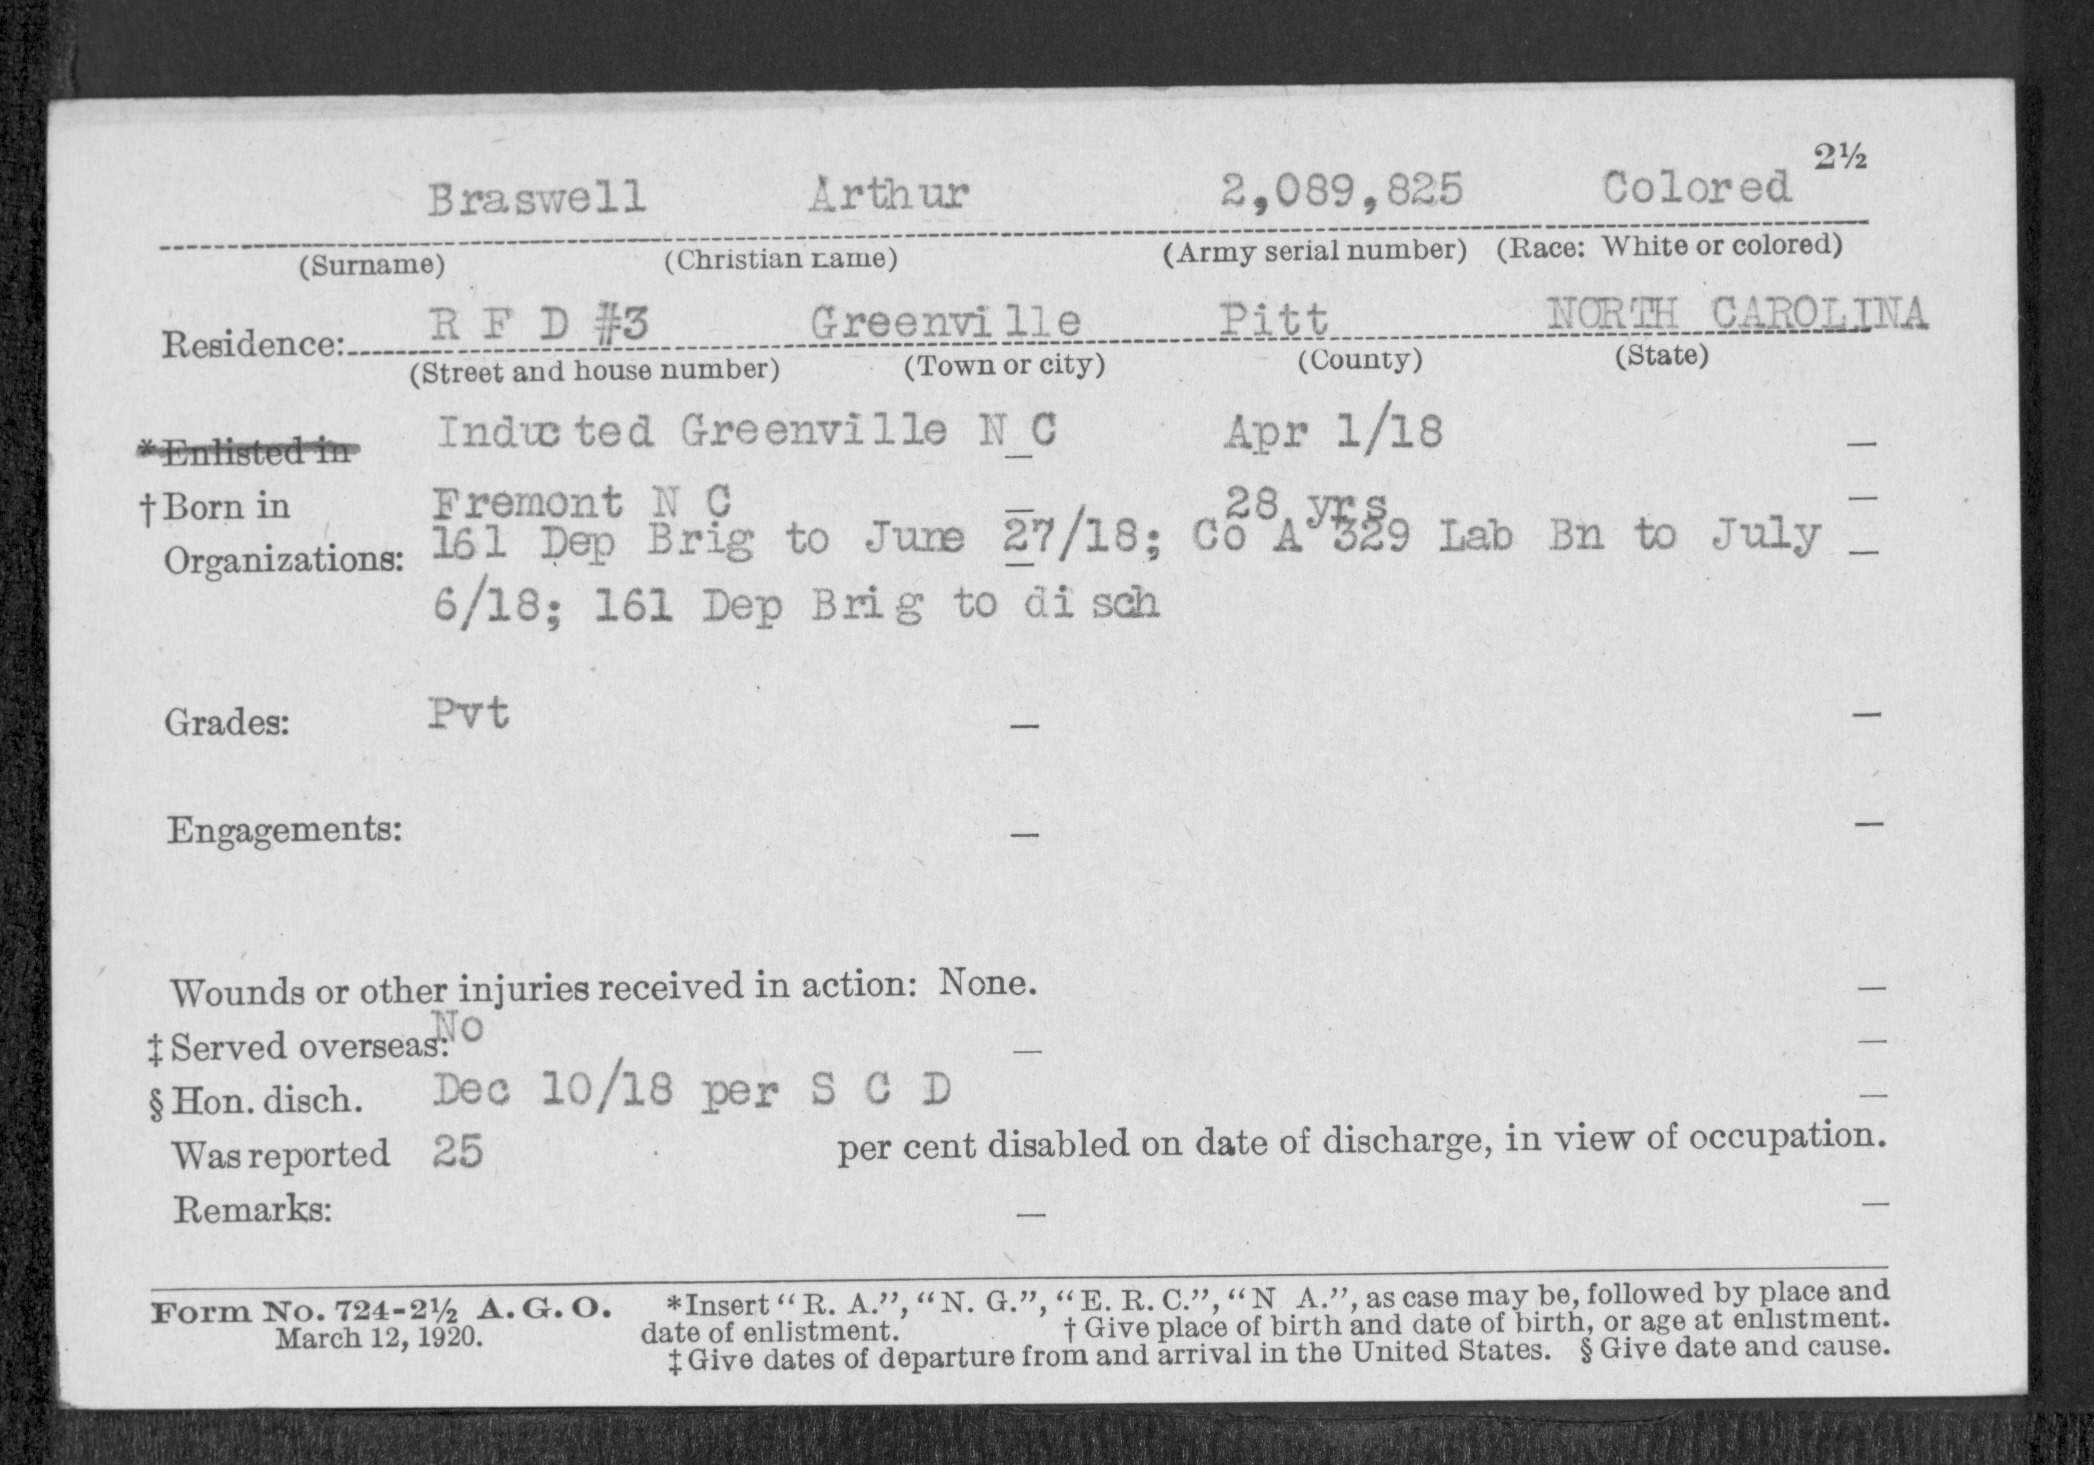 2½
Braswell Arthur 2,089,825 Colored
(Surname) (Christian name) (Army serial number) (Race: White or colored)
Residence: R F D #3 Greenville Pitt NORTH CAROLINA
(Street and house number) (Town or city) (County) (State)
*Enlisted in Inducted Greenville N C Apr 1/18
†Born in Fremont N C 28 yrs
Organizations: 161 Dep Brig to June 27/18; Co A 329 Lab Bn to July
6/18; 161 Dep Brig to disch
Grades: Pvt
Engagements:
Wounds or other injuries received in action: None.
‡Served overseas: No
§Hon. disch. Dec 10/18 per S C D
Was reported 25 per cent disabled on date of discharge, in view of occupation.
Remarks:
Form No. 724-2½ A. G. O. *Insert "R. A.", "N. G.", "E. R. C.", "N A.", as case may be, followed by place and
March 12, 1920. date of enlistment. †Give place of birth and date of birth, or age at enlistment.
‡Give dates of departure from and arrival in the United States. §Give date and cause.